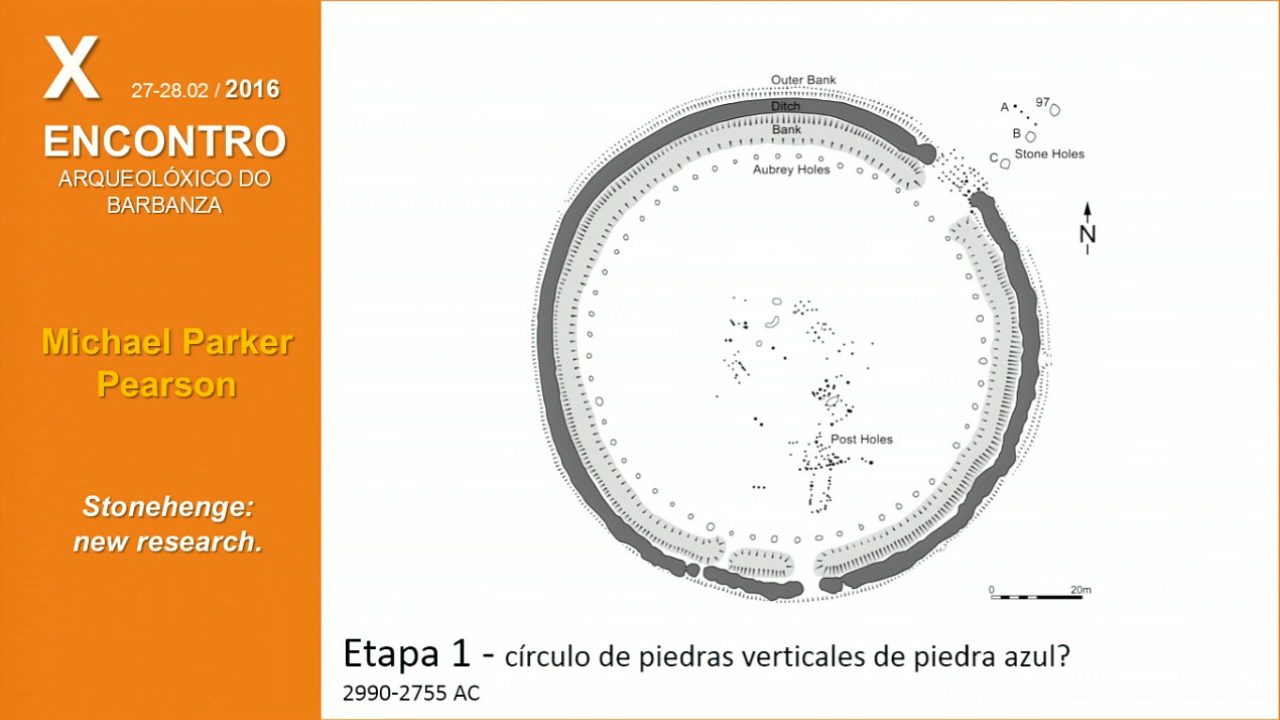 X
27-28.02 / 2016
ENCONTRO
ARQUEOLÓXICO DO
BARBANZA
Michael Parker
Pearson
Stonehenge:
new research.
Outer Bank
Ditch
Bank
Aubrey Holes
A
97
B
C
Stone Holes
N
Post Holes
0
20m
Etapa 1 - círculo de piedras verticales de piedra azul?
2990-2755 AC